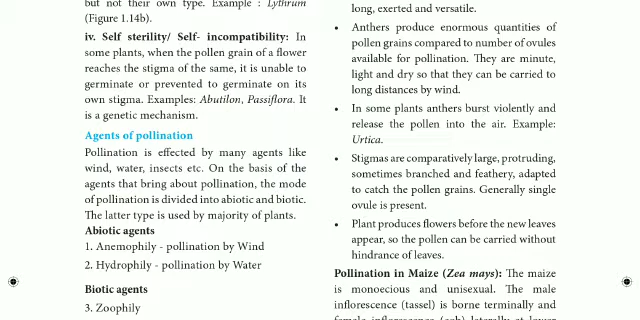 but not their own type. Example : Lythrum
(Figure 1.14b).
iv. Self sterility/ Self- incompatibility: In
some plants, when the pollen grain of a flower
reaches the stigma of the same, it is unable to
germinate or prevented to germinate on its
own stigma. Examples: Abutilon, Passiflora. It
is a genetic mechanism.
Agents of pollination
Pollination is effected by many agents like
wind, water, insects etc. On the basis of the
agents that bring about pollination, the mode
of pollination is divided into abiotic and biotic.
The latter type is used by majority of plants.
Abiotic agents
1. Anemophily - pollination by Wind
2. Hydrophily - pollination by Water
Biotic agents
3. Zoophily
long, exerted and versatile.
• Anthers produce enormous quantities of
pollen grains compared to number of ovules
available for pollination. They are minute,
light and dry so that they can be carried to
long distances by wind.
• In some plants anthers burst violently and
release the pollen into the air. Example:
Urtica.
• Stigmas are comparatively large, protruding,
sometimes branched and feathery, adapted
to catch the pollen grains. Generally single
ovule is present.
• Plant produces flowers before the new leaves
appear, so the pollen can be carried without
hindrance of leaves.
Pollination in Maize (Zea mays): The maize
is monoecious and unisexual. The male
inflorescence (tassel) is borne terminally and
female inflorescence (cob) laterally at lower